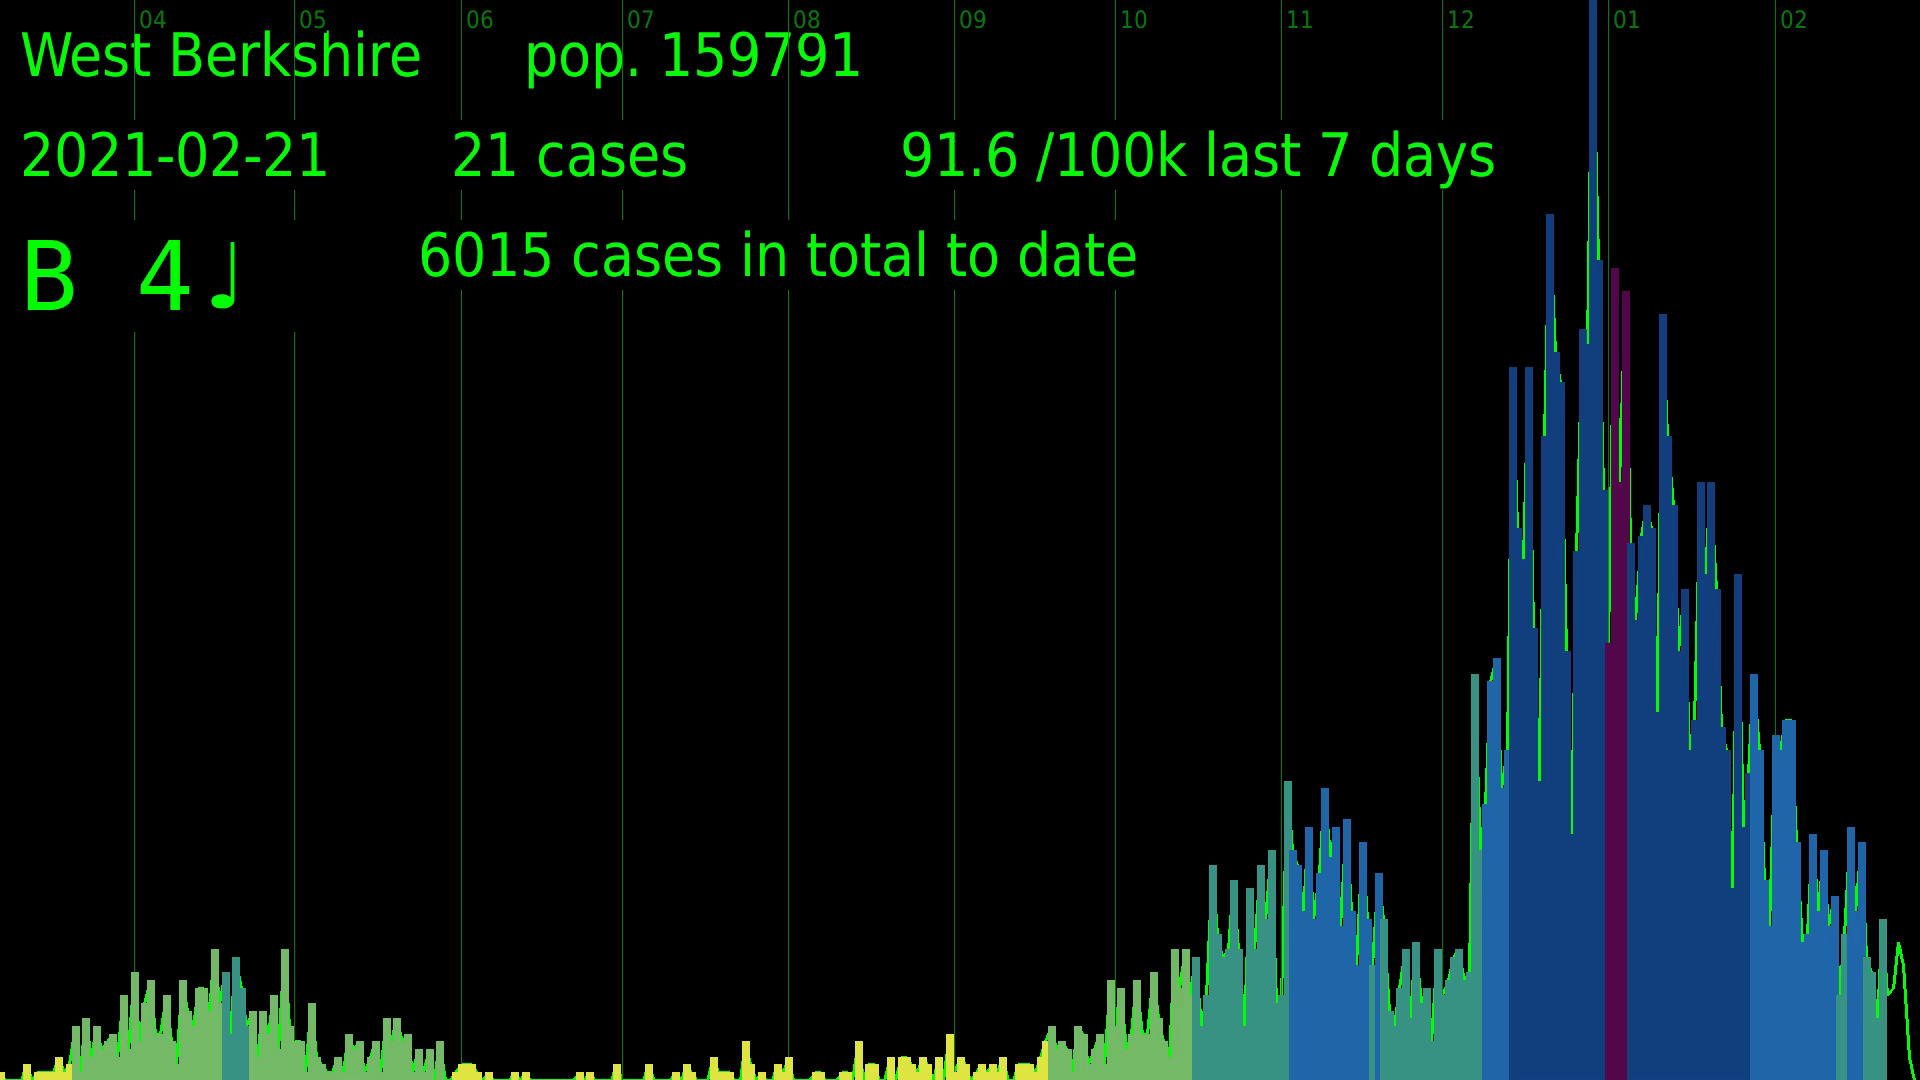 04 05 06 07 08 09 10 11 12 01 02
West Berkshire pop. 159791
2021-02-21 21 cases 91.6 /100k last 7 days
B 4♩ 6015 cases in total to date